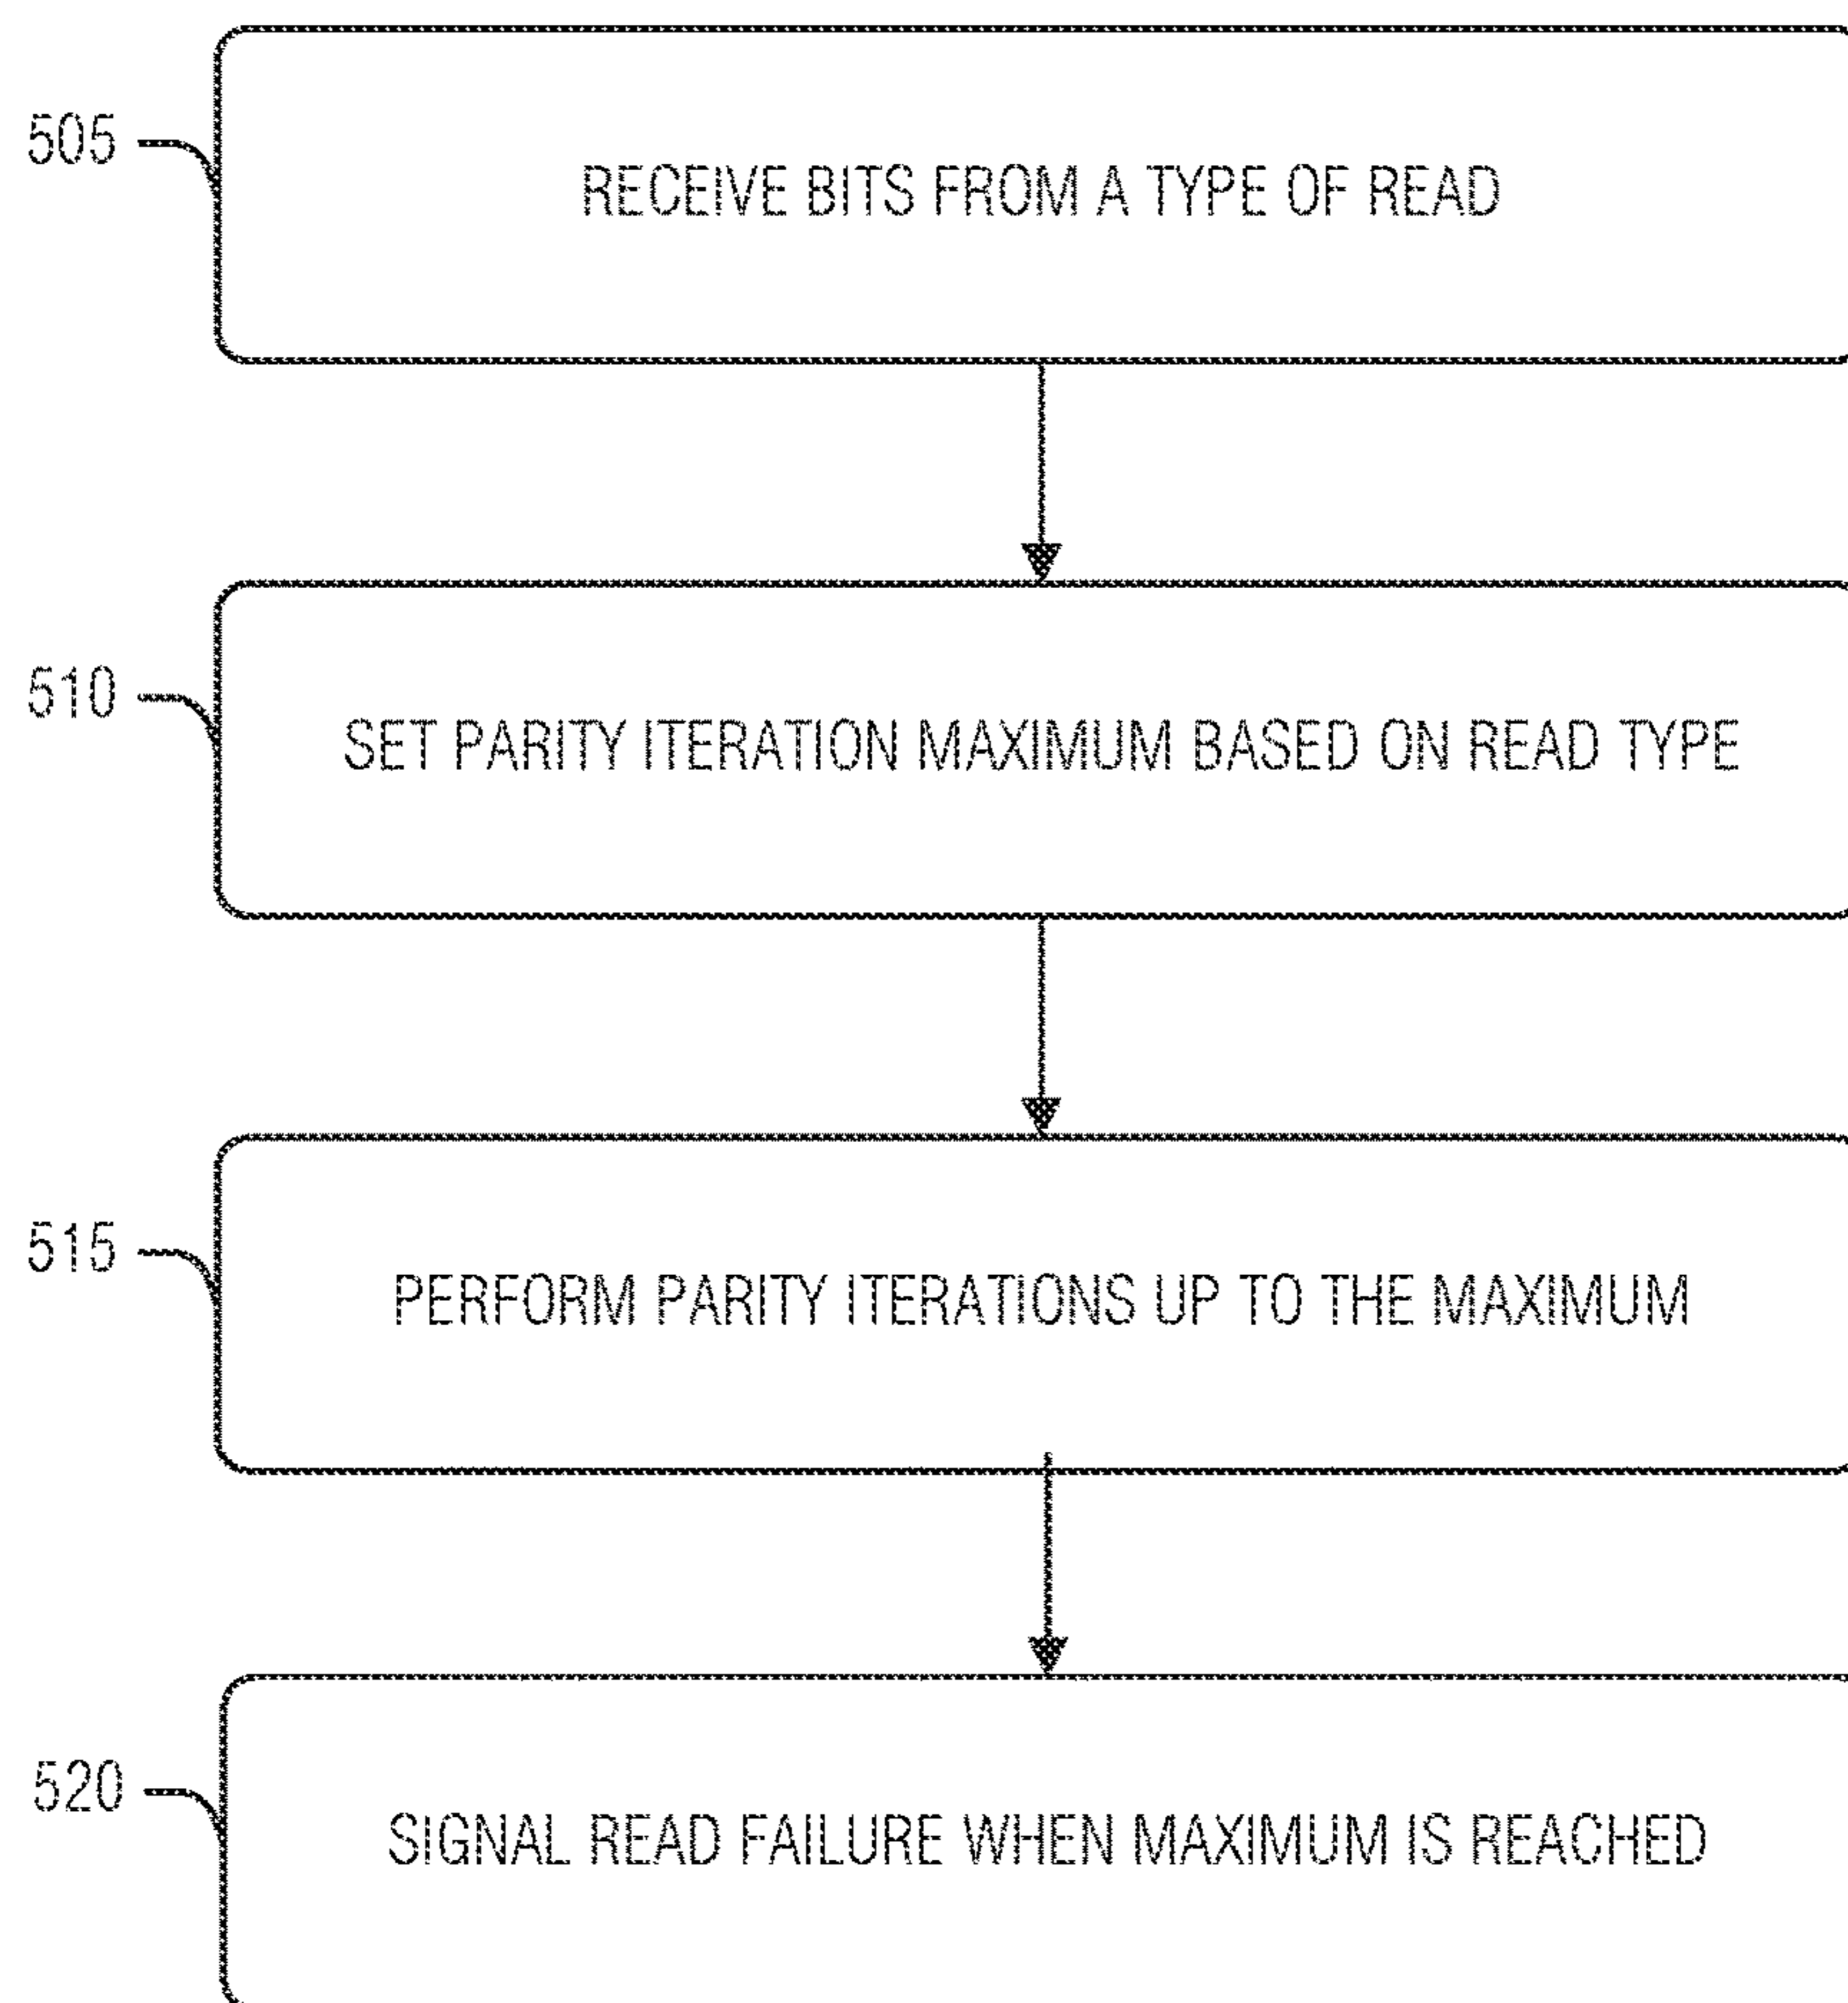 505
RECEIVE BITS FROM A TYPE OF READ
510
SET PARITY ITERATION MAXIMUM BASED ON READ TYPE
515
PERFORM PARITY ITERATIONS UP TO THE MAXIMUM
520
SIGNAL READ FAILURE WHEN MAXIMUM IS REACHED